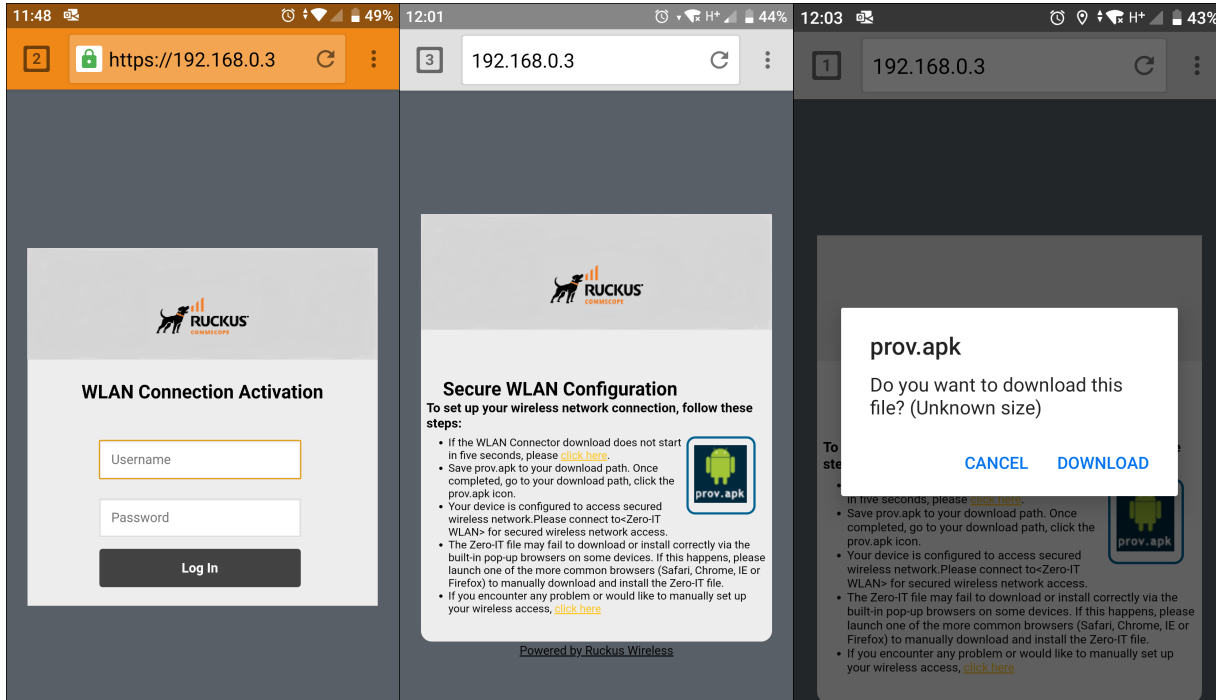 11:48
49%
2
https://192.168.0.3
RUCKUS
COMMSCOPE
WLAN Connection Activation
Username
Password
Log In
12:01
H+
44%
3
192.168.0.3
RUCKUS
COMMSCOPE
Secure WLAN Configuration
To set up your wireless network connection, follow these
steps:
• If the WLAN Connector download does not start
in five seconds, please click here.
• Save prov.apk to your download path. Once
completed, go to your download path, click the
prov.apk icon.
• Your device is configured to access secured
wireless network.Please connect to<Zero-IT
WLAN> for secured wireless network access.
• The Zero-IT file may fail to download or install correctly via the
built-in pop-up browsers on some devices. If this happens, please
launch one of the more common browsers (Safari, Chrome, IE or
Firefox) to manually download and install the Zero-IT file.
• If you encounter any problem or would like to manually set up
your wireless access, click here
prov.apk
Powered by Ruckus Wireless
12:03
H+
43%
1
192.168.0.3
prov.apk
Do you want to download this
file? (Unknown size)
CANCEL DOWNLOAD
To
ste
in five seconds, please click here.
• Save prov.apk to your download path. Once
completed, go to your download path, click the
prov.apk icon.
• Your device is configured to access secured
wireless network.Please connect to<Zero-IT
WLAN> for secured wireless network access.
• The Zero-IT file may fail to download or install correctly via the
built-in pop-up browsers on some devices. If this happens, please
launch one of the more common browsers (Safari, Chrome, IE or
Firefox) to manually download and install the Zero-IT file.
• If you encounter any problem or would like to manually set up
your wireless access, click here
prov.apk